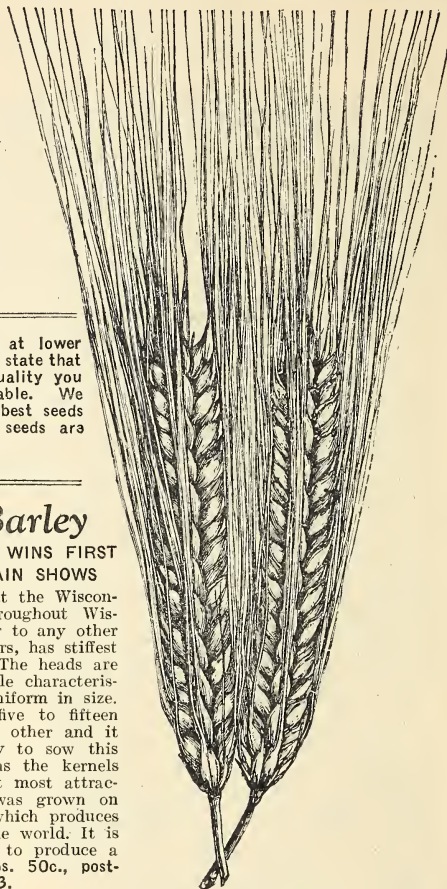 at lower
state that
uality you
able. We
best seeds
seeds are
Barley
WINS FIRST
AIN SHOWS
t the Wiscon-
roughout Wis-
r to any other
rs, has stiffest
The heads are
le characteris-
niform in size.
five to fifteen
other and it
y to sow this
as the kernels
t most attrac-
was grown on
which produces
e world. It is
to produce a
os. 50c., post-
3.